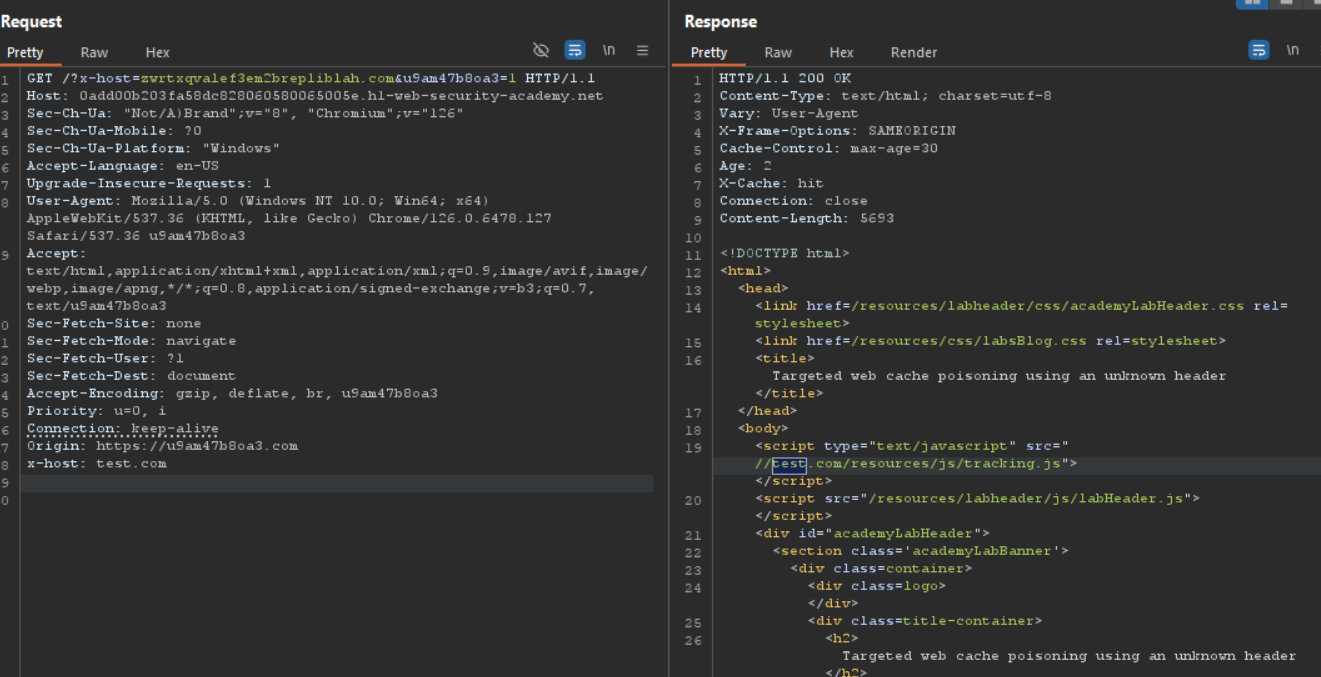 Request
Pretty Raw Hex \n
1 GET /?x-host=zwrtxqvalef3em2brepliblah.com&u9am47b8oa3=1 HTTP/1.1
2 Host: 0add00b203fa58dc828060580065005e.h1-web-security-academy.net
3 Sec-Ch-Ua: "Not/A)Brand";v="8", "Chromium";v="126"
4 Sec-Ch-Ua-Mobile: ?0
5 Sec-Ch-Ua-Platform: "Windows"
6 Accept-Language: en-US
7 Upgrade-Insecure-Requests: 1
8 User-Agent: Mozilla/5.0 (Windows NT 10.0; Win64; x64)
AppleWebKit/537.36 (KHTML, like Gecko) Chrome/126.0.6478.127
Safari/537.36 u9am47b8oa3
9 Accept:
text/html,application/xhtml+xml,application/xml;q=0.9,image/avif,image/
webp,image/apng,*/*;q=0.8,application/signed-exchange;v=b3;q=0.7,
text/u9am47b8oa3
0 Sec-Fetch-Site: none
1 Sec-Fetch-Mode: navigate
2 Sec-Fetch-User: ?1
3 Sec-Fetch-Dest: document
4 Accept-Encoding: gzip, deflate, br, u9am47b8oa3
5 Priority: u=0, i
6 Connection: keep-alive
7 Origin: https://u9am47b8oa3.com
8 x-host: test.com
9
0
Response
Pretty Raw Hex Render \n
1 HTTP/1.1 200 OK
2 Content-Type: text/html; charset=utf-8
3 Vary: User-Agent
4 X-Frame-Options: SAMEORIGIN
5 Cache-Control: max-age=30
6 Age: 2
7 X-Cache: hit
8 Connection: close
9 Content-Length: 5693
10
11 <!DOCTYPE html>
12 <html>
13 <head>
14 <link href=/resources/labheader/css/academyLabHeader.css rel=
stylesheet>
15 <link href=/resources/css/labsBlog.css rel=stylesheet>
16 <title>
Targeted web cache poisoning using an unknown header
</title>
17 </head>
18 <body>
19 <script type="text/javascript" src="
//test.com/resources/js/tracking.js">
</script>
20 <script src="/resources/labheader/js/labHeader.js">
</script>
21 <div id="academyLabHeader">
22 <section class='academyLabBanner'>
23 <div class=container>
24 <div class=logo>
</div>
25 <div class=title-container>
26 <h2>
Targeted web cache poisoning using an unknown header
</h2>